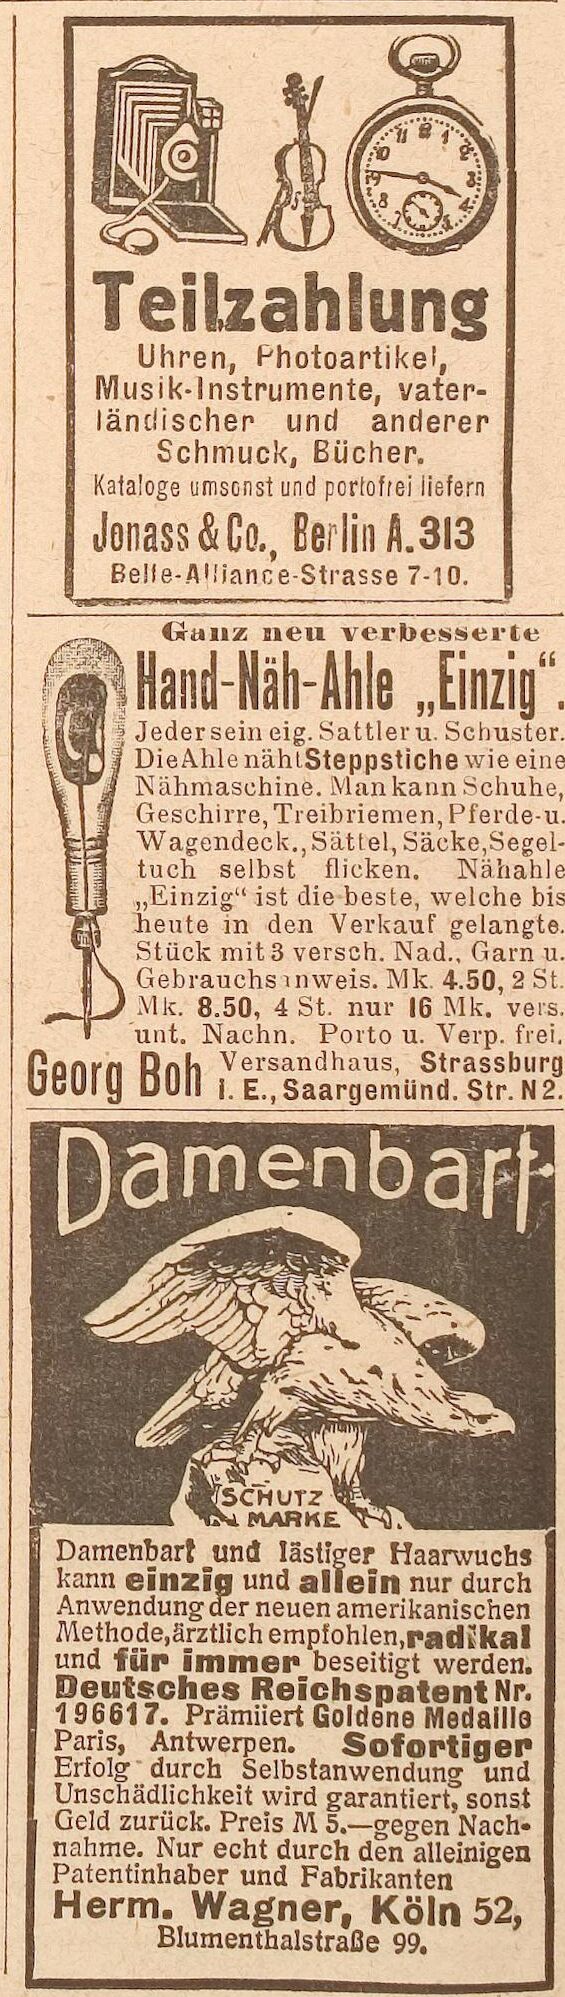 Teilzahlung
Uhren, Photoartikel,
Musik-Instrumente, vater-
ländischer und anderer
Schmuck, Bücher.
Kataloge umsonst und portofrei liefern
Jonass & Co., Berlin A.313
Belle-Alliance-Strasse 7-10.
Ganz neu verbesserte
Hand-Näh-Ahle „Einzig“.
Jeder sein eig. Sattler u. Schuster.
Die Ahle näht Steppstiche wie eine
Nähmaschine. Man kann Schuhe,
Geschirre, Treibriemen, Pferde- u.
Wagendeck., Sättel, Säcke, Segel-
tuch selbst flicken. Nähahle
„Einzig“ ist die beste, welche bis
heute in den Verkauf gelangte.
Stück mit 3 versch. Nad., Garn u.
Gebrauchsanweis. Mk. 4.50, 2 St.
Mk. 8.50, 4 St. nur 16 Mk. vers.
unt. Nachn. Porto u. Verp. frei.
Georg Boh Versandhaus, Strassburg
i. E., Saargemünd. Str. N 2.
Damenbart
SCHUTZ
MARKE
Damenbart und lästiger Haarwuchs
kann einzig und allein nur durch
Anwendung der neuen amerikanischen
Methode, ärztlich empfohlen, radikal
und für immer beseitigt werden.
Deutsches Reichspatent Nr.
196617. Prämiiert Goldene Medaille
Paris, Antwerpen. Sofortiger
Erfolg durch Selbstanwendung und
Unschädlichkeit wird garantiert, sonst
Geld zurück. Preis M 5.— gegen Nach-
nahme. Nur echt durch den alleinigen
Patentinhaber und Fabrikanten
Herm. Wagner, Köln 52,
Blumenthalstraße 99.